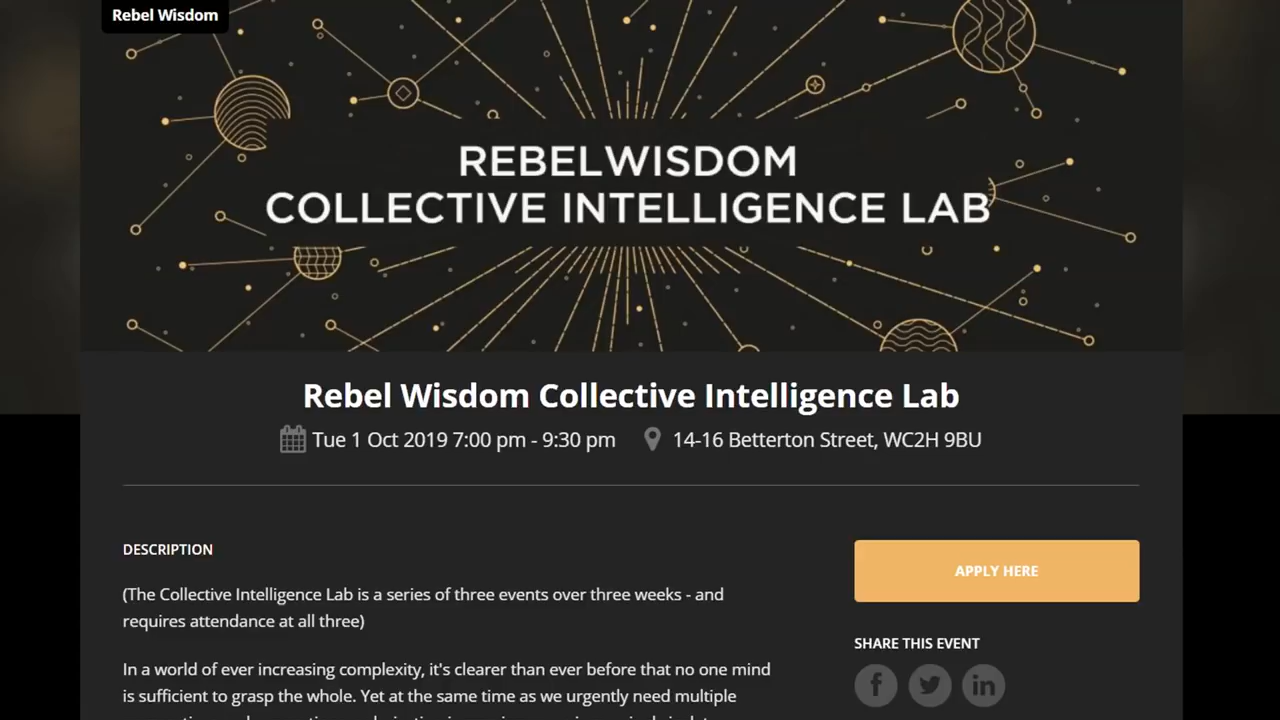 Rebel Wisdom
REBELWISDOM
COLLECTIVE INTELLIGENCE LAB
Rebel Wisdom Collective Intelligence Lab
Tue 1 Oct 2019 7:00 pm - 9:30 pm
14-16 Betterton Street, WC2H 9BU
DESCRIPTION
APPLY HERE
(The Collective Intelligence Lab is a series of three events over three weeks - and
requires attendance at all three)
SHARE THIS EVENT
In a world of ever increasing complexity, it's clearer than ever before that no one mind
is sufficient to grasp the whole. Yet at the same time as we urgently need multiple